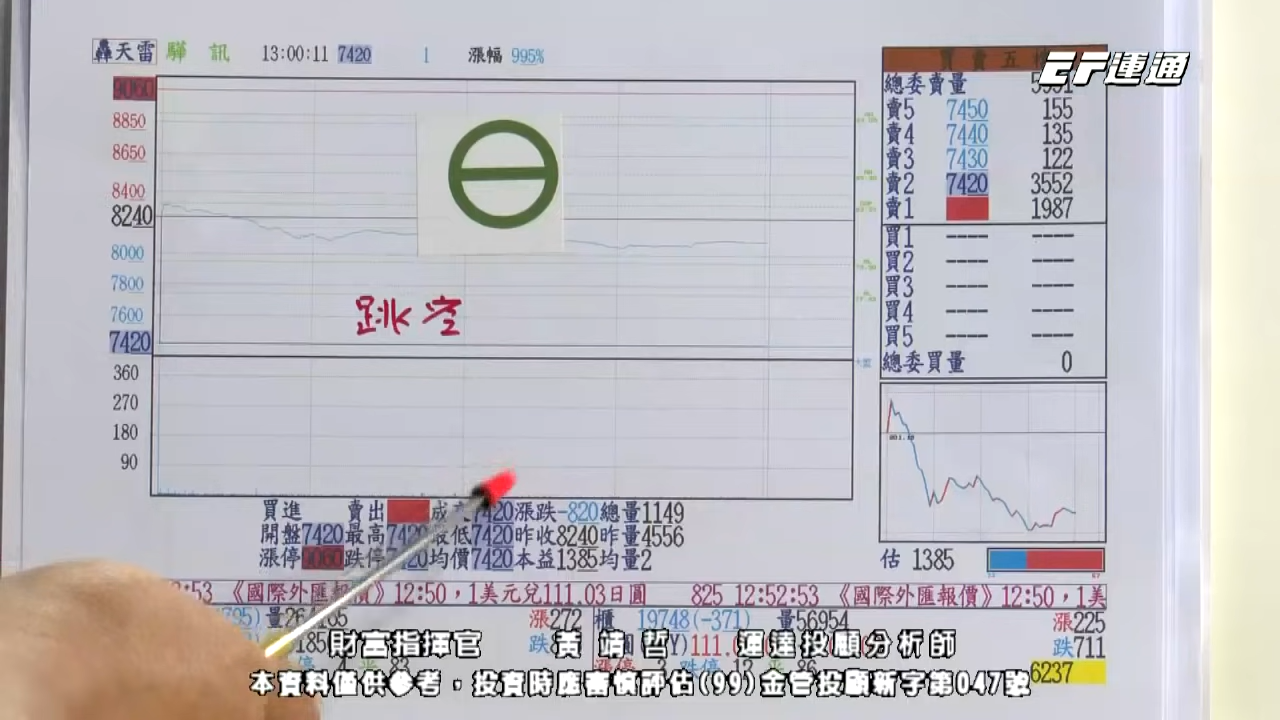 轟天雷 驊訊 13:00:11 7420 1 漲幅 995%
EF運通
9060
8850
8650
8400
8240
8000
7800
7600
7420
360
270
180
90
跳空
買賣五
總委賣量
賣5 7450 155
賣4 7440 135
賣3 7430 122
賣2 7420 3552
賣1 1987
買1 ---- ----
買2 ---- ----
買3 ---- ----
買4 ---- ----
買5 ---- ----
總委買量 0
估 1385
買進 賣出 成交7420漲跌-820總量1149
開盤7420最高742 最低7420昨收8240昨量4556
漲停9060跌停7420均價7420本益1385均量2
:53 《國際外匯報價》12:50,1美元兌111.03日圓 825 12:52:53 《國際外匯報價》12:50,1美
量 漲272 櫃 19748(-371) 量56954 漲225
跌 跌711
6237
財富指揮官 黃靖哲 運達投顧分析師
本資料僅供參考,投資時應審慎評估(99)金管投顧新字第047號